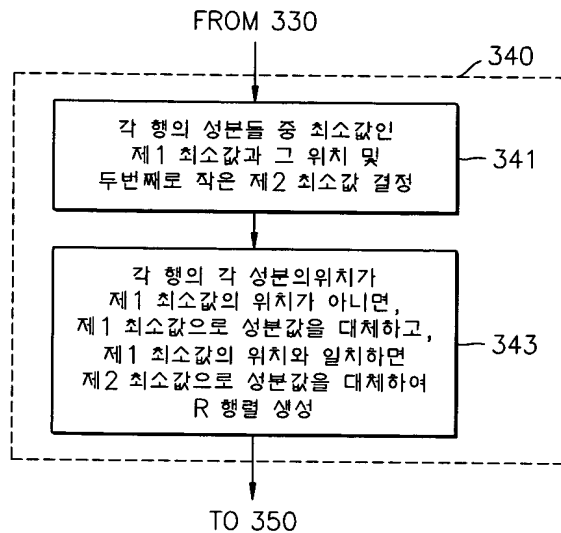 FROM 330
340
각 행의 성분들 중 최소값인
제1 최소값과 그 위치 및
두번째로 작은 제2 최소값 결정
341
각 행의 각 성분의위치가
제1 최소값의 위치가 아니면,
제1 최소값으로 성분값을 대체하고,
제1 최소값의 위치와 일치하면
제2 최소값으로 성분값을 대체하여
R 행렬 생성
343
TO 350